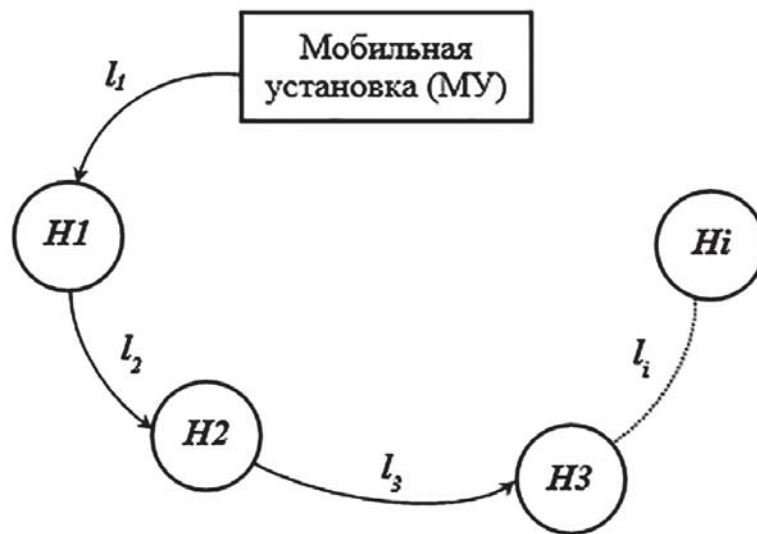 Мобильная
установка (МУ)
l₁
H1
Hi
l₂
lᵢ
H2
l₃
H3